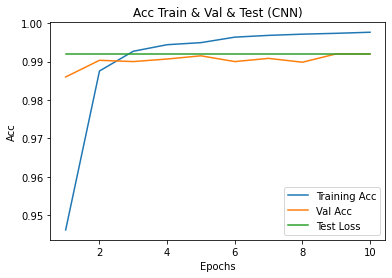 Acc Train & Val & Test (CNN)
1.00
0.99
0.98
0.97
0.96
0.95
Acc
2
4
6
8
10
Epochs
Training Acc
Val Acc
Test Loss